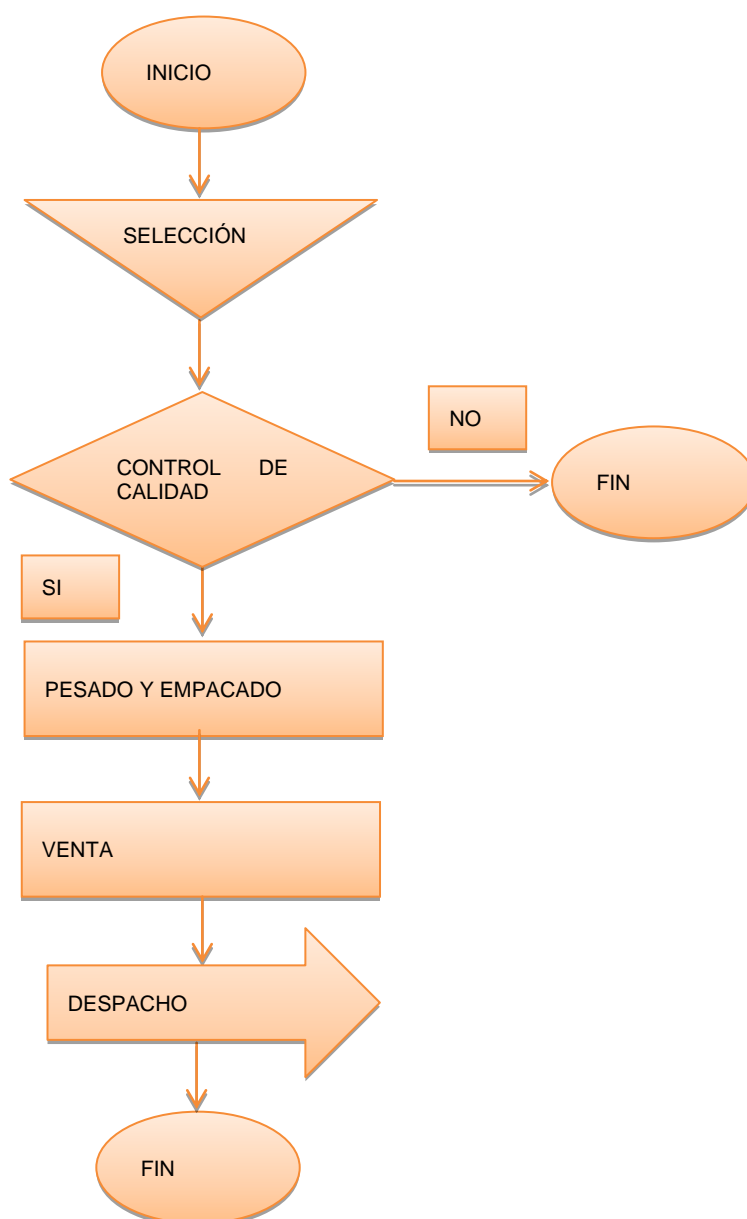 INICIO
SELECCIÓN
CONTROL DE
CALIDAD
NO
FIN
SI
PESADO Y EMPACADO
VENTA
DESPACHO
FIN